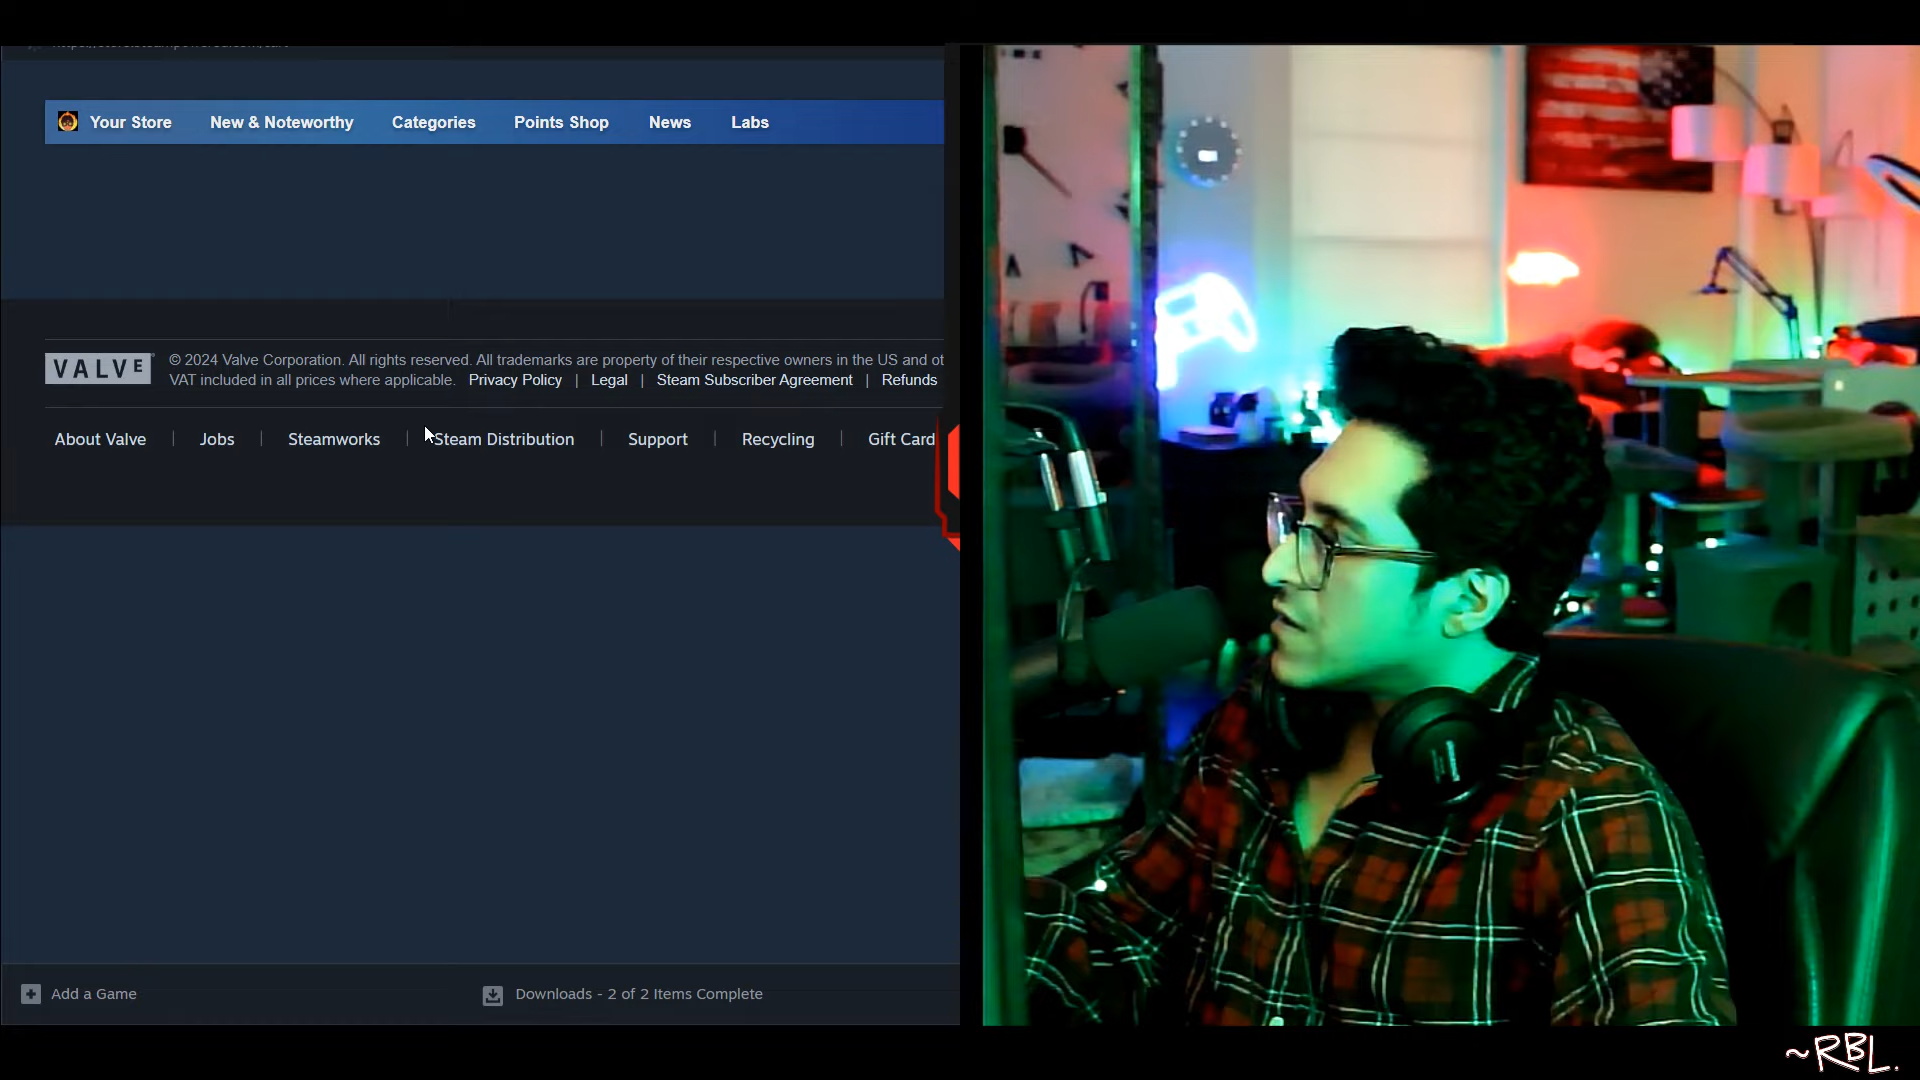 Your Store New & Noteworthy Categories Points Shop News Labs
VALVE © 2024 Valve Corporation. All rights reserved. All trademarks are property of their respective owners in the US and ot
VAT included in all prices where applicable. Privacy Policy | Legal | Steam Subscriber Agreement | Refunds
About Valve | Jobs | Steamworks | Steam Distribution | Support | Recycling | Gift Card
Add a Game Downloads - 2 of 2 Items Complete
~RBL.